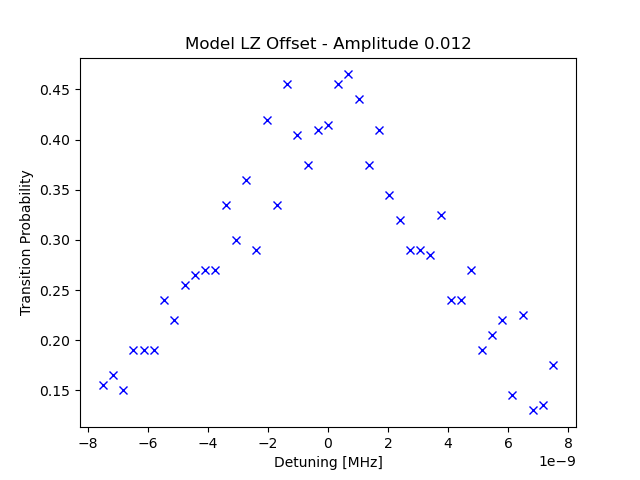 Model LZ Offset - Amplitude 0.012
0.45
0.40
0.35
0.30
0.25
0.20
0.15
Transition Probability
−8 −6 −4 −2 0 2 4 6 8
Detuning [MHz]
1e−9